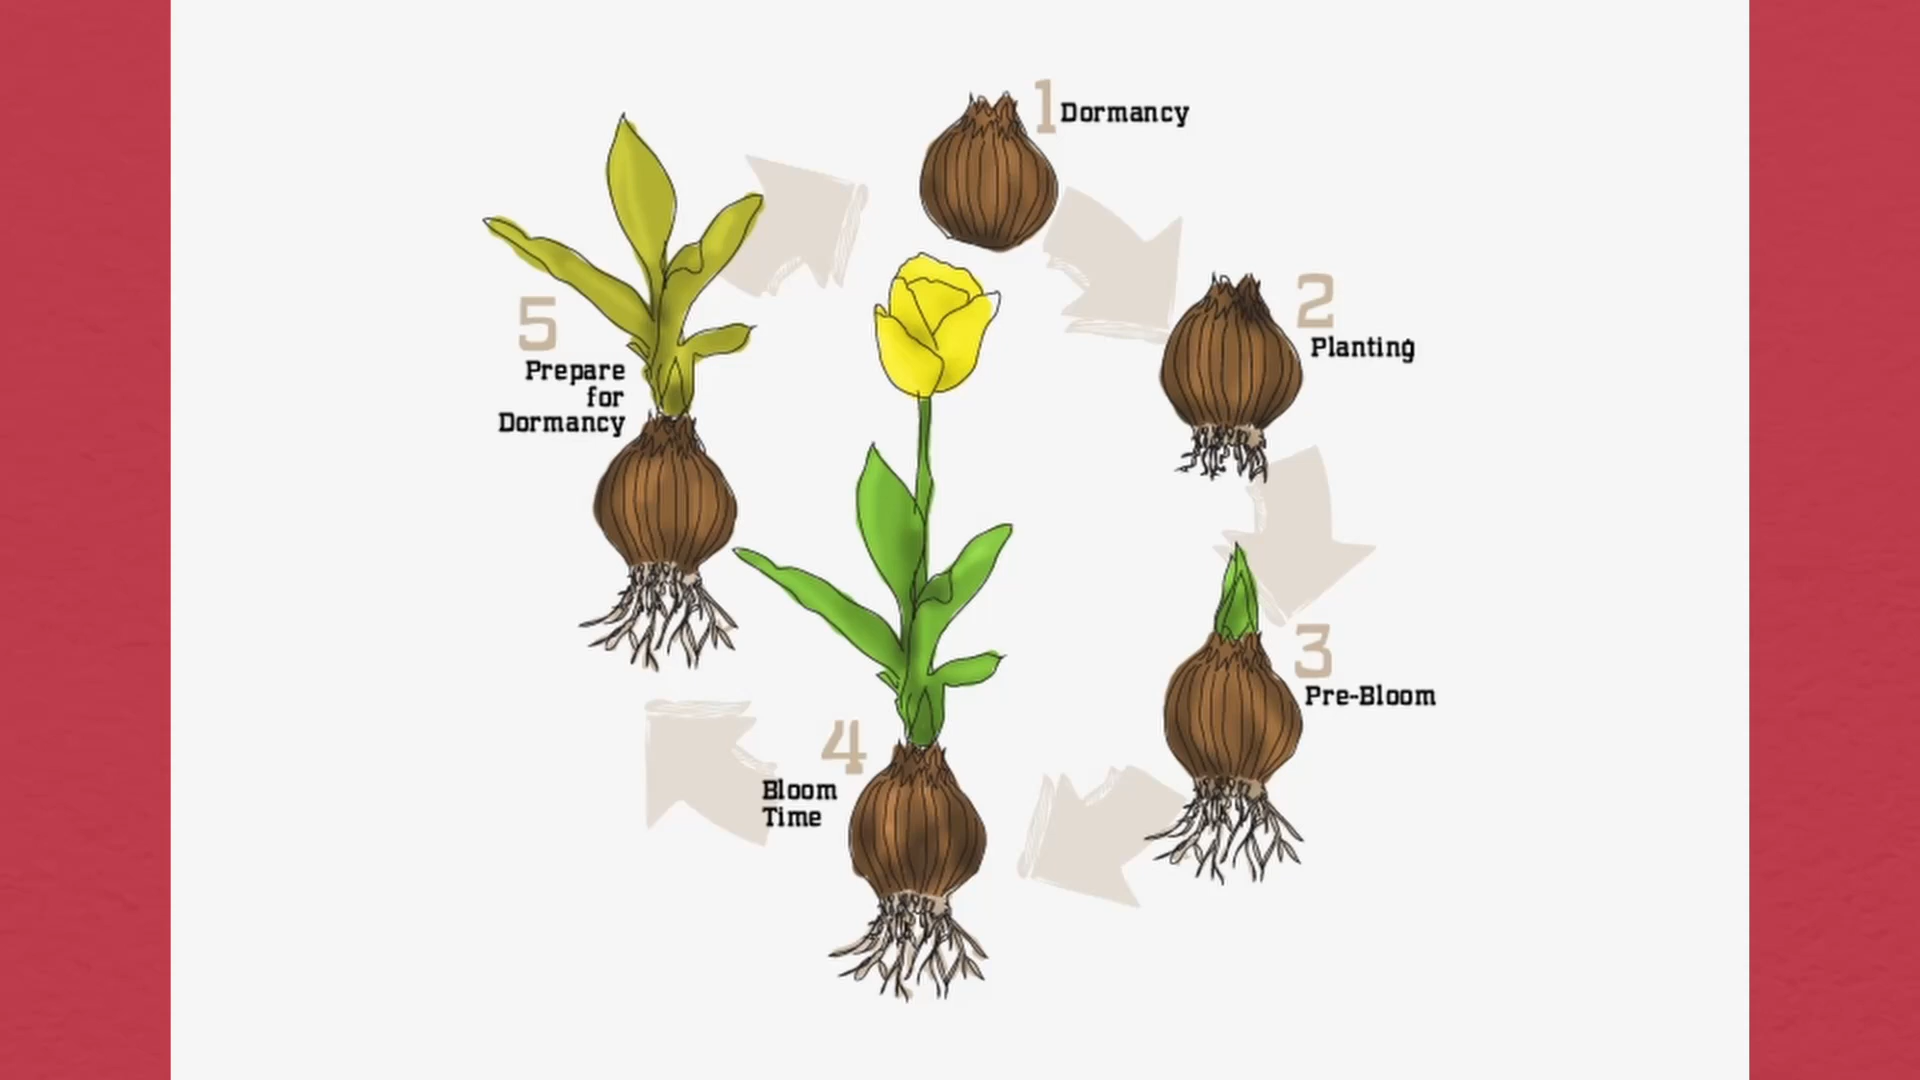 1 Dormancy
2
Planting
3
Pre-Bloom
4
Bloom
Time
5
Prepare
for
Dormancy